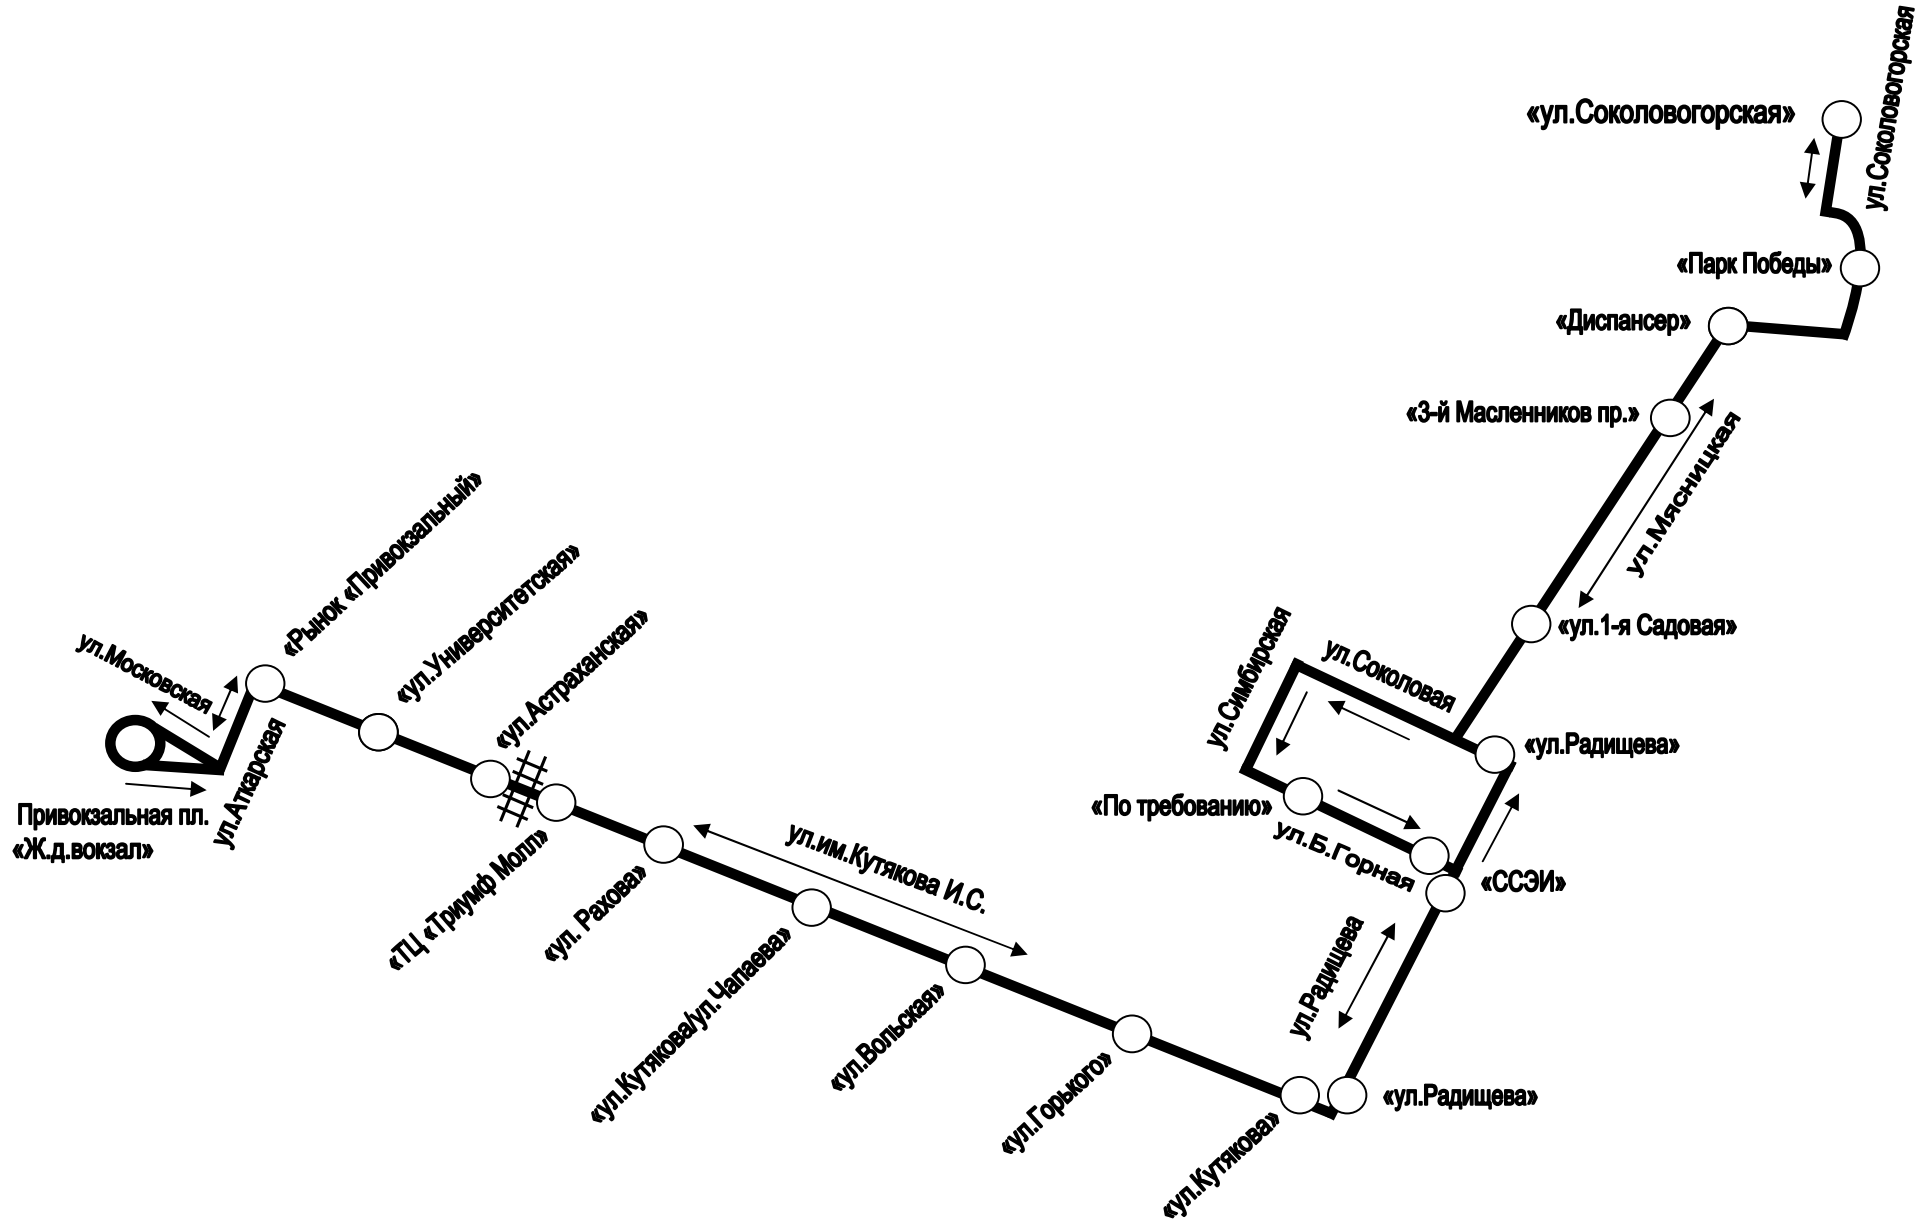 ул.Соколовогорская
«ул.Соколовогорская»
«Парк Победы»
«Диспансер»
«3-й Масленников пр.»
ул.Мясницкая
«ул.1-я Садовая»
ул.Соколовая
ул.Симбирская
«ул.Радищева»
«По требованию»
ул.Б.Горная
«ССЭИ»
ул.Радищева
«ул.Радищева»
«ул.Кутякова»
«ул.Горького»
«ул.Вольская»
ул.им.Кутякова И.С.
«ул.Кутякова/ул.Чапаева»
«ул. Рахова»
«ТЦ «Триумф Молл»
«ул.Астраханская»
«ул.Университетская»
«Рынок «Привокзальный»
ул.Московская
ул.Аткарская
Привокзальная пл.
«Ж.д.вокзал»